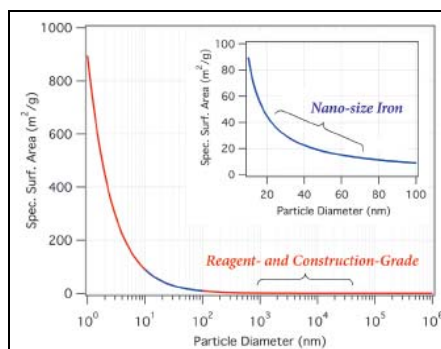 1000
800
600
400
200
0
Spec. Surf. Area (m²/g)
10⁰ 10¹ 10² 10³ 10⁴ 10⁵ 10⁶
Particle Diameter (nm)
Reagent- and Construction-Grade
100
80
60
40
20
0
Spec. Surf. Area (m²/g)
20 40 60 80 100
Particle Diameter (nm)
Nano-size Iron